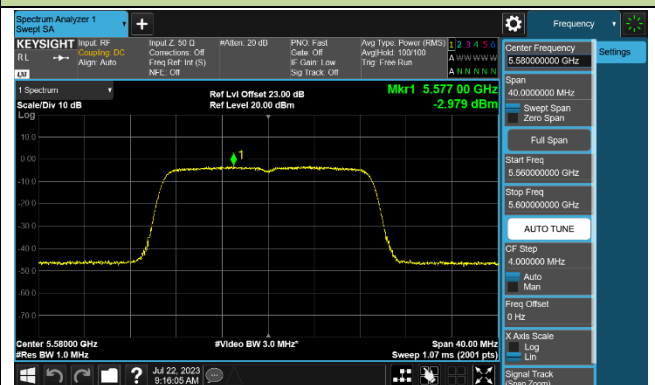 Spectrum Analyzer 1
Swept SA
Frequency
KEYSIGHT
RL
LXI
Input: RF
Coupling: DC
Align: Auto
Input Z: 50 Ω
Corrections: Off
Freq Ref: Int (S)
NFE: Off
#Atten: 20 dB
PNO: Fast
Gate: Off
IF Gain: Low
Sig Track: Off
Avg Type: Power (RMS)
Avg|Hold: 100/100
Trig: Free Run
1 2 3 4 5 6
A W W W W W
A N N N N N
1 Spectrum
Scale/Div 10 dB
Log
Ref Lvl Offset 23.00 dB
Ref Level 20.00 dBm
Mkr1 5.577 00 GHz
-2.979 dBm
10.0
0.00
-10.0
-20.0
-30.0
-40.0
-50.0
-60.0
-70.0
1
Center 5.58000 GHz
#Res BW 1.0 MHz
#Video BW 3.0 MHz*
Span 40.00 MHz
Sweep 1.07 ms (2001 pts)
Jul 22, 2023
9:16:05 AM
Center Frequency
5.580000000 GHz
Span
40.0000000 MHz
Swept Span
Zero Span
Full Span
Start Freq
5.560000000 GHz
Stop Freq
5.600000000 GHz
AUTO TUNE
CF Step
4.000000 MHz
Auto
Man
Freq Offset
0 Hz
X Axis Scale
Log
Lin
Signal Track
(Span Zoom)
Settings